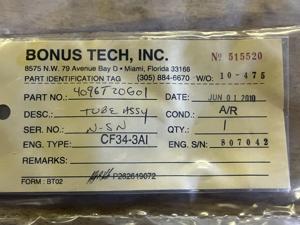 BONUS TECH, INC. Nº 515520
8575 N.W. 79 Avenue Bay D • Miami, Florida 33166
PART IDENTIFICATION TAG (305) 884-6670 W/O: 10-475
PART NO.: 4096T20G01 DATE: JUN 01 2010
DESC.: TUBE ASSY COND.: A/R
SER. NO.: N-SN QTY.: 1
ENG. TYPE: CF34-3A1 ENG. S/N: 807042
REMARKS:
FORM: BT02 P262619072